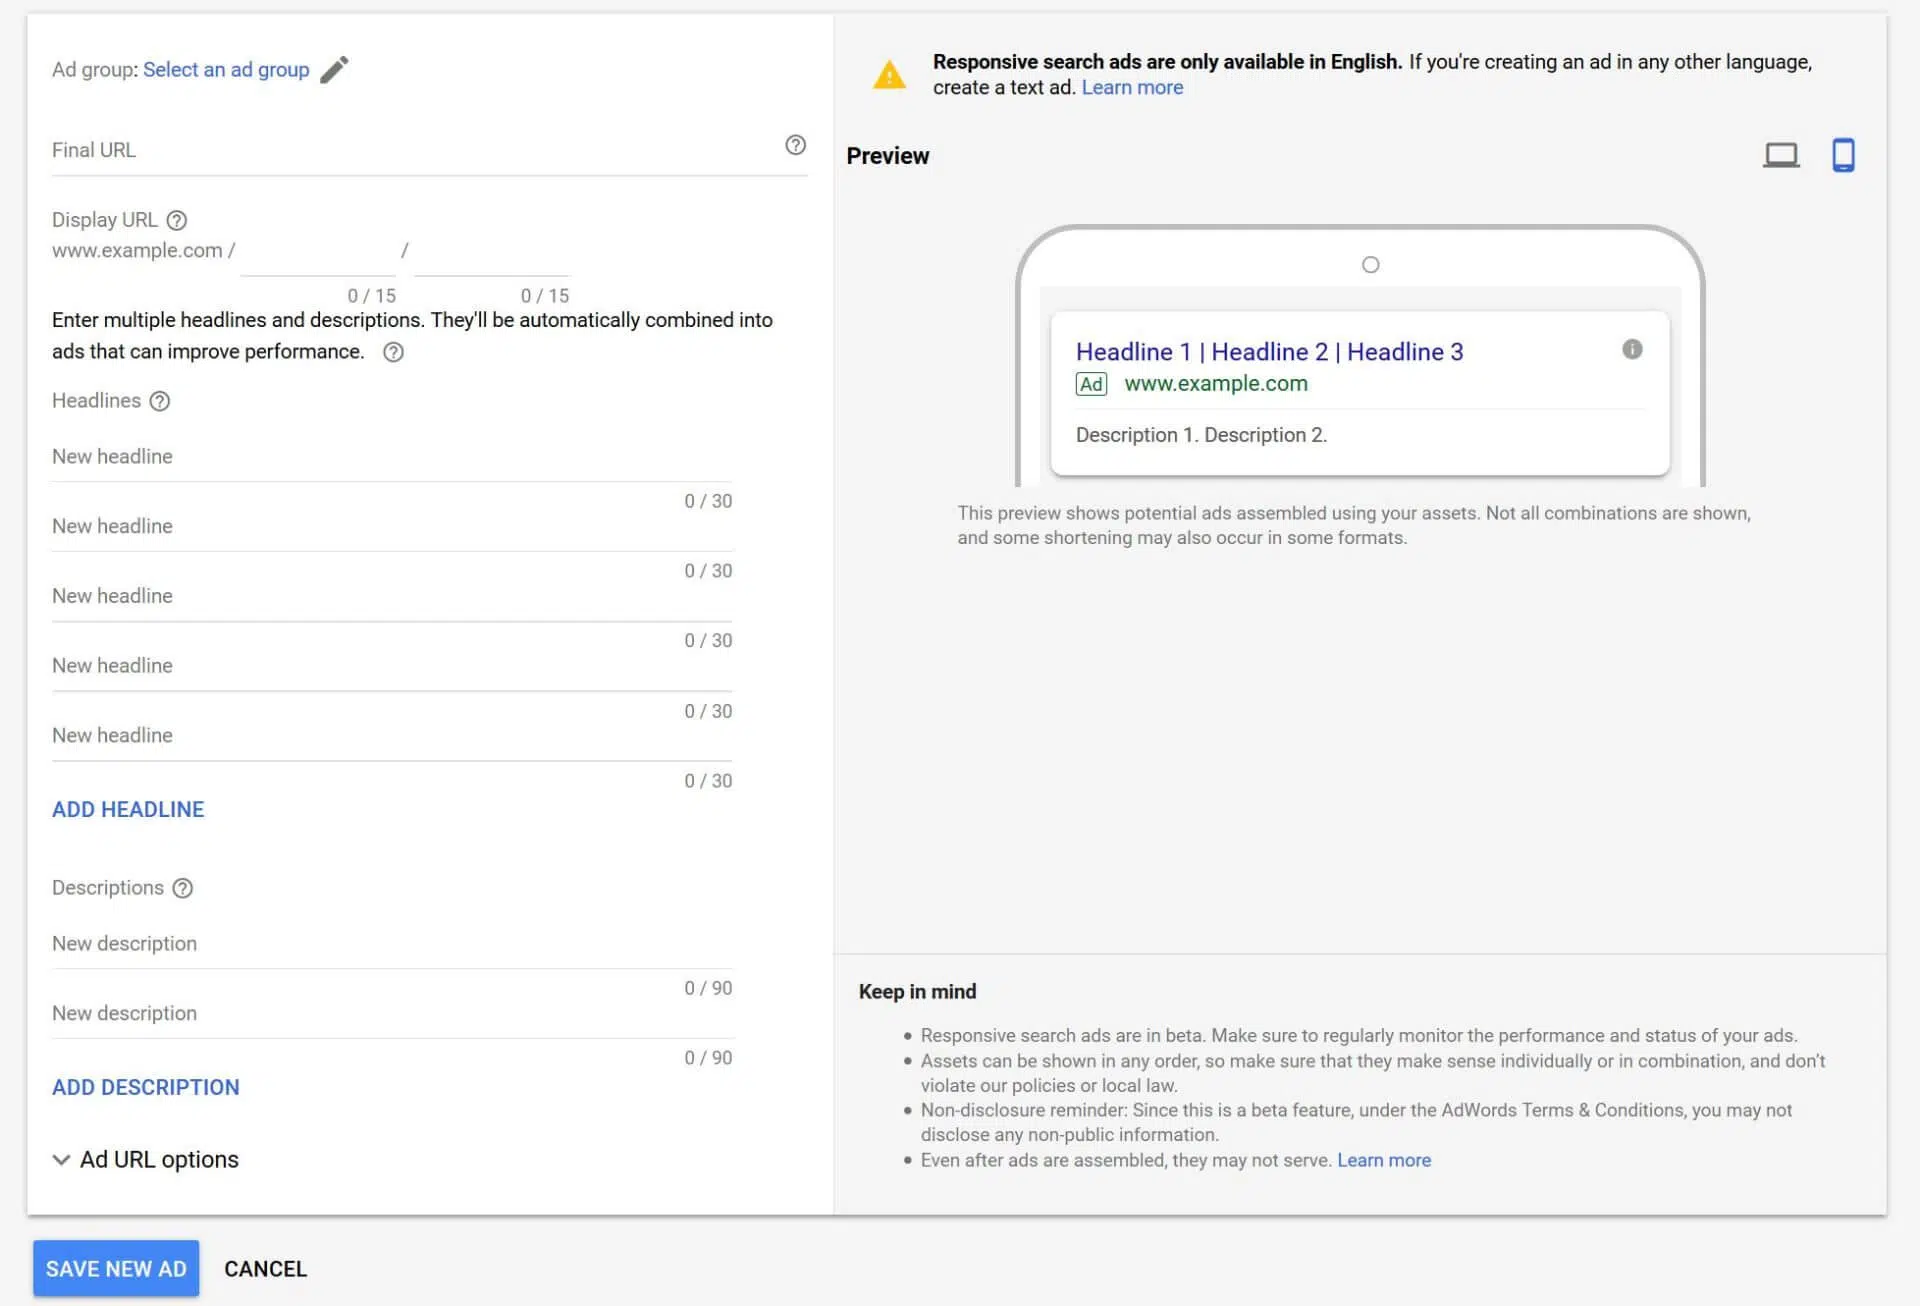 Ad group: Select an ad group
Final URL
Display URL
www.example.com /
/
0 / 15
0 / 15
Enter multiple headlines and descriptions. They'll be automatically combined into
ads that can improve performance.
Headlines
New headline
0 / 30
New headline
0 / 30
New headline
0 / 30
New headline
0 / 30
New headline
0 / 30
ADD HEADLINE
Descriptions
New description
0 / 90
New description
0 / 90
ADD DESCRIPTION
Ad URL options
SAVE NEW AD
CANCEL
Responsive search ads are only available in English. If you're creating an ad in any other language,
create a text ad. Learn more
Preview
Headline 1 | Headline 2 | Headline 3
Ad www.example.com
Description 1. Description 2.
This preview shows potential ads assembled using your assets. Not all combinations are shown,
and some shortening may also occur in some formats.
Keep in mind
• Responsive search ads are in beta. Make sure to regularly monitor the performance and status of your ads.
• Assets can be shown in any order, so make sure that they make sense individually or in combination, and don't
violate our policies or local law.
• Non-disclosure reminder: Since this is a beta feature, under the AdWords Terms & Conditions, you may not
disclose any non-public information.
• Even after ads are assembled, they may not serve. Learn more